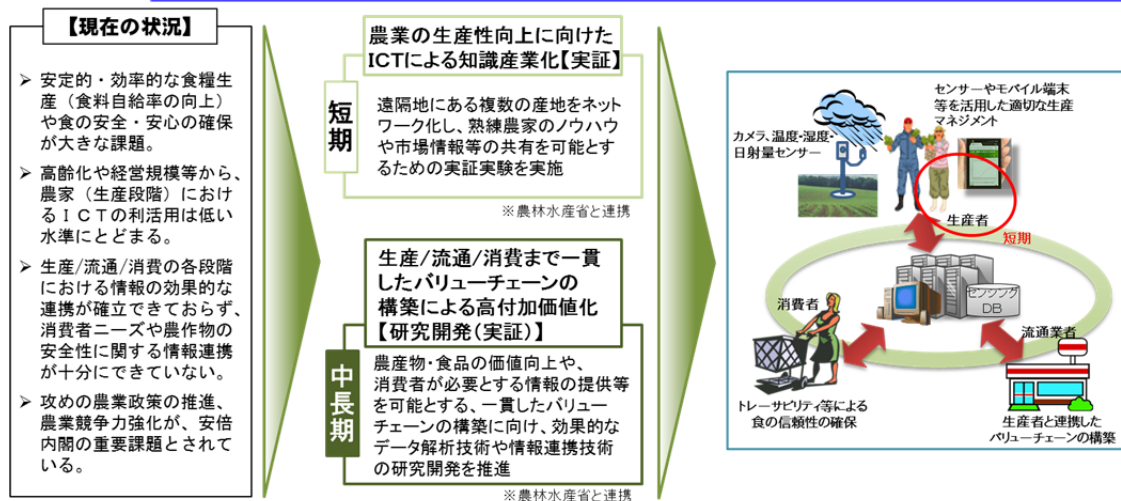 【現在の状況】
➢ 安定的・効率的な食糧生
産（食料自給率の向上）
や食の安全・安心の確保
が大きな課題。
➢ 高齢化や経営規模等から、
農家（生産段階）にお
けるＩＣＴの利活用は低い
水準にとどまる。
➢ 生産/流通/消費の各段階
における情報の効果的な
連携が確立できておらず、
消費者ニーズや農作物の
安全性に関する情報連携
が十分にできていない。
➢ 攻めの農業政策の推進、
農業競争力強化が、安倍
内閣の重要課題とされて
いる。
農業の生産性向上に向けた
ICTによる知識産業化【実証】
短期
遠隔地にある複数の産地をネット
ワーク化し、熟練農家のノウハウ
や市場情報等の共有を可能とす
るための実証実験を実施
※農林水産省と連携
生産/流通/消費まで一貫
したバリューチェーンの
構築による高付加価値化
【研究開発（実証）】
中長期
農産物・食品の価値向上や、
消費者が必要とする情報の提供等
を可能とする、一貫したバリュー
チェーンの構築に向け、効果的な
データ解析技術や情報連携技術
の研究開発を推進
※農林水産省と連携
センサーやモバイル端末
等を活用した適切な生産
マネジメント
カメラ、温度・湿度・
日射量センサー
生産者
短期
センシング
DB
消費者
流通業者
トレーサビリティ等による
食の信頼性の確保
生産者と連携した
バリューチェーンの構築